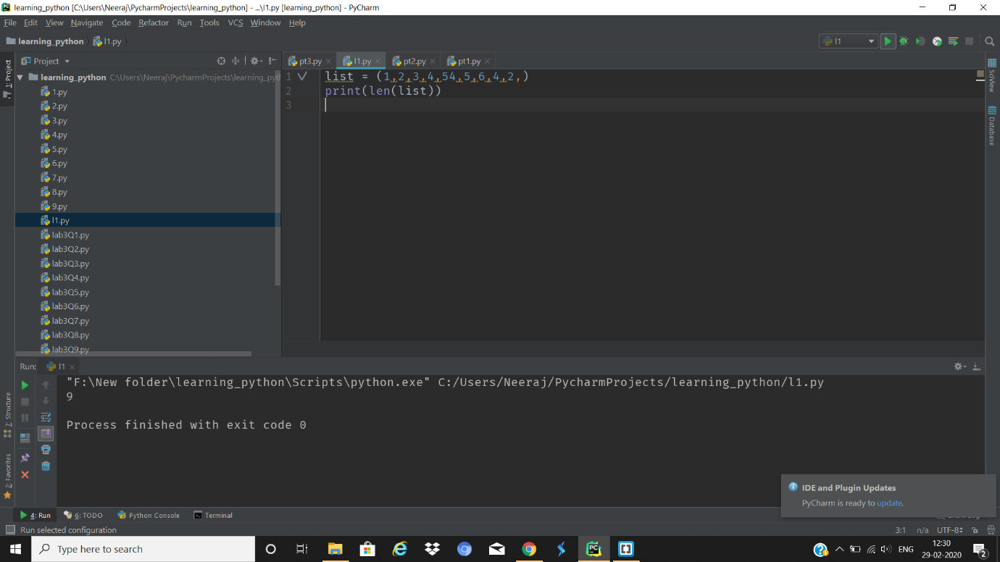 learning_python [C:\Users\Neeraj\PycharmProjects\learning_python] - ...\l1.py [learning_python] - PyCharm
File Edit View Navigate Code Refactor Run Tools VCS Window Help
learning_python l1.py l1
1: Project
Project
pt3.py l1.py pt2.py pt1.py
learning_python C:\Users\Neeraj\PycharmProjects\learning_pyth
1.py
2.py
3.py
4.py
5.py
6.py
7.py
8.py
9.py
l1.py
lab3Q1.py
lab3Q2.py
lab3Q3.py
lab3Q4.py
lab3Q5.py
lab3Q6.py
lab3Q7.py
lab3Q8.py
lab3Q9.py
1 list = (1,2,3,4,54,5,6,4,2,)
2 print(len(list))
3
SciView
Database
Run: l1
"F:\New folder\learning_python\Scripts\python.exe" C:/Users/Neeraj/PycharmProjects/learning_python/l1.py
9
Process finished with exit code 0
7: Structure
2: Favorites
IDE and Plugin Updates
PyCharm is ready to update.
4: Run 6: TODO Python Console Terminal
Run selected configuration 3:1 n/a UTF-8
Type here to search
ENG
12:30
29-02-2020
2